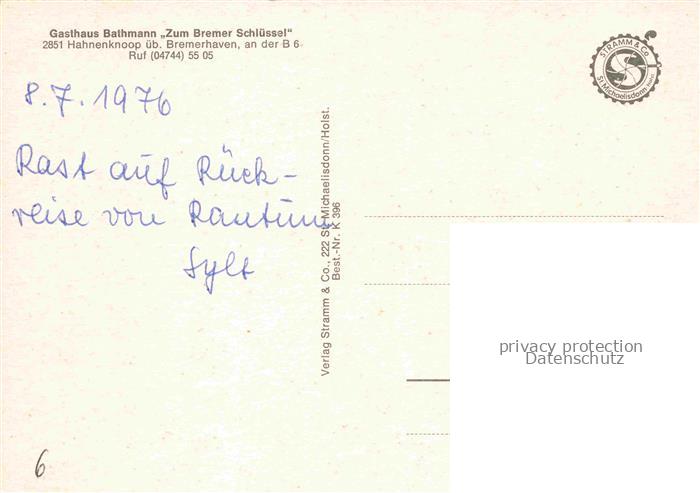 Gasthaus Bathmann „Zum Bremer Schlüssel"
2851 Hahnenknoop üb. Bremerhaven, an der B 6
Ruf (04744) 55 05
8.7.1976
Rast auf Rück-
reise von Rantum
Sylt
6
Verlag Stramm & Co., 222 St. Michaelisdonn/Holst.
Best.-Nr. K 396
STRAMM & Co
St. Michaelisdonn
S
privacy protection
Datenschutz